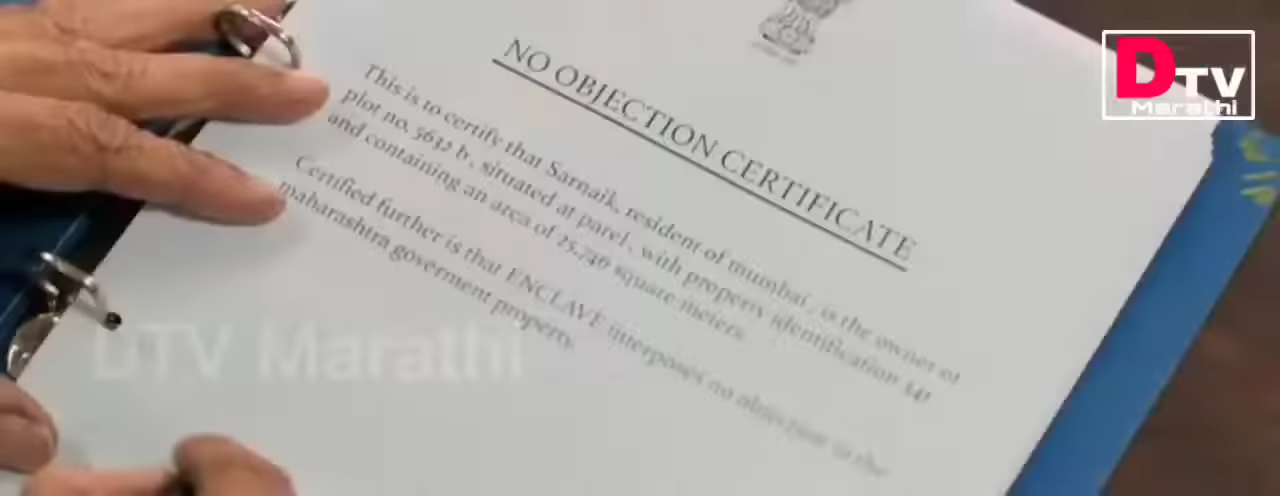 DTV
Marathi
NO OBJECTION CERTIFICATE
This is to certify that Sarnaik, resident of mumbai, is the owner of
plot no. 5632 b, situated at parel, with property identification 341
and containing an area of 25,246 square meters.
Certified further is that ENCLAVE interposes no objection in the
maharashtra goverment property.
DTV Marathi